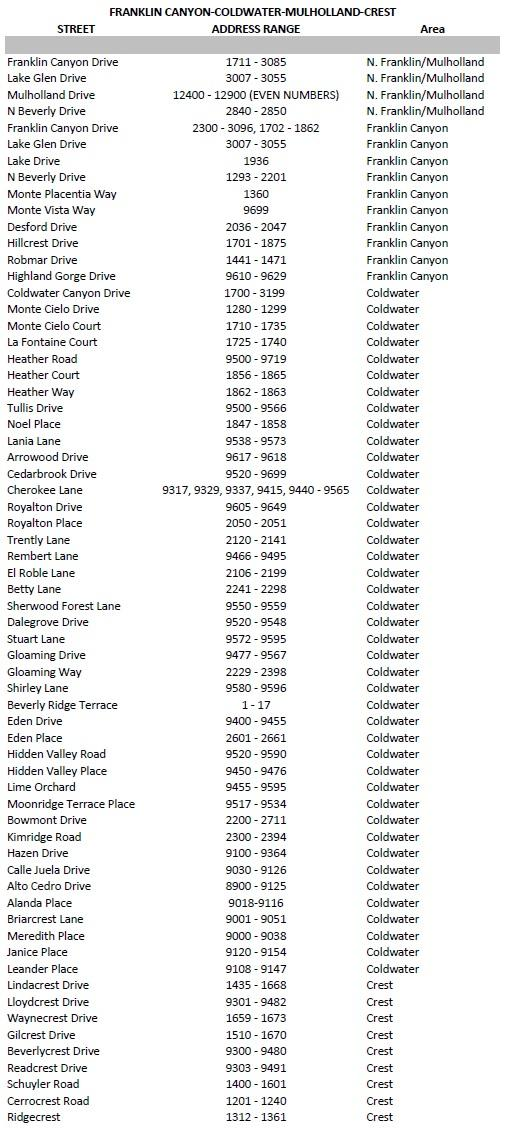 FRANKLIN CANYON-COLDWATER-MULHOLLAND-CREST
STREET ADDRESS RANGE Area
Franklin Canyon Drive 1711 - 3085 N. Franklin/Mulholland
Lake Glen Drive 3007 - 3055 N. Franklin/Mulholland
Mulholland Drive 12400 - 12900 (EVEN NUMBERS) N. Franklin/Mulholland
N Beverly Drive 2840 - 2850 N. Franklin/Mulholland
Franklin Canyon Drive 2300 - 3096, 1702 - 1862 Franklin Canyon
Lake Glen Drive 3007 - 3055 Franklin Canyon
Lake Drive 1936 Franklin Canyon
N Beverly Drive 1293 - 2201 Franklin Canyon
Monte Placentia Way 1360 Franklin Canyon
Monte Vista Way 9699 Franklin Canyon
Desford Drive 2036 - 2047 Franklin Canyon
Hillcrest Drive 1701 - 1875 Franklin Canyon
Robmar Drive 1441 - 1471 Franklin Canyon
Highland Gorge Drive 9610 - 9629 Franklin Canyon
Coldwater Canyon Drive 1700 - 3199 Coldwater
Monte Cielo Drive 1280 - 1299 Coldwater
Monte Cielo Court 1710 - 1735 Coldwater
La Fontaine Court 1725 - 1740 Coldwater
Heather Road 9500 - 9719 Coldwater
Heather Court 1856 - 1865 Coldwater
Heather Way 1862 - 1863 Coldwater
Tullis Drive 9500 - 9566 Coldwater
Noel Place 1847 - 1858 Coldwater
Lania Lane 9538 - 9573 Coldwater
Arrowood Drive 9617 - 9618 Coldwater
Cedarbrook Drive 9520 - 9699 Coldwater
Cherokee Lane 9317, 9329, 9337, 9415, 9440 - 9565 Coldwater
Royalton Drive 9605 - 9649 Coldwater
Royalton Place 2050 - 2051 Coldwater
Trently Lane 2120 - 2141 Coldwater
Rembert Lane 9466 - 9495 Coldwater
El Roble Lane 2106 - 2199 Coldwater
Betty Lane 2241 - 2298 Coldwater
Sherwood Forest Lane 9550 - 9559 Coldwater
Dalegrove Drive 9520 - 9548 Coldwater
Stuart Lane 9572 - 9595 Coldwater
Gloaming Drive 9477 - 9567 Coldwater
Gloaming Way 2229 - 2398 Coldwater
Shirley Lane 9580 - 9596 Coldwater
Beverly Ridge Terrace 1 - 17 Coldwater
Eden Drive 9400 - 9455 Coldwater
Eden Place 2601 - 2661 Coldwater
Hidden Valley Road 9520 - 9590 Coldwater
Hidden Valley Place 9450 - 9476 Coldwater
Lime Orchard 9455 - 9595 Coldwater
Moonridge Terrace Place 9517 - 9534 Coldwater
Bowmont Drive 2200 - 2711 Coldwater
Kimridge Road 2300 - 2394 Coldwater
Hazen Drive 9100 - 9364 Coldwater
Calle Juela Drive 9030 - 9126 Coldwater
Alto Cedro Drive 8900 - 9125 Coldwater
Alanda Place 9018-9116 Coldwater
Briarcrest Lane 9001 - 9051 Coldwater
Meredith Place 9000 - 9038 Coldwater
Janice Place 9120 - 9154 Coldwater
Leander Place 9108 - 9147 Coldwater
Lindacrest Drive 1435 - 1668 Crest
Lloydcrest Drive 9301 - 9482 Crest
Waynecrest Drive 1659 - 1673 Crest
Gilcrest Drive 1510 - 1670 Crest
Beverlycrest Drive 9300 - 9480 Crest
Readcrest Drive 9303 - 9491 Crest
Schuyler Road 1400 - 1601 Crest
Cerrocrest Road 1201 - 1240 Crest
Ridgecrest 1312 - 1361 Crest